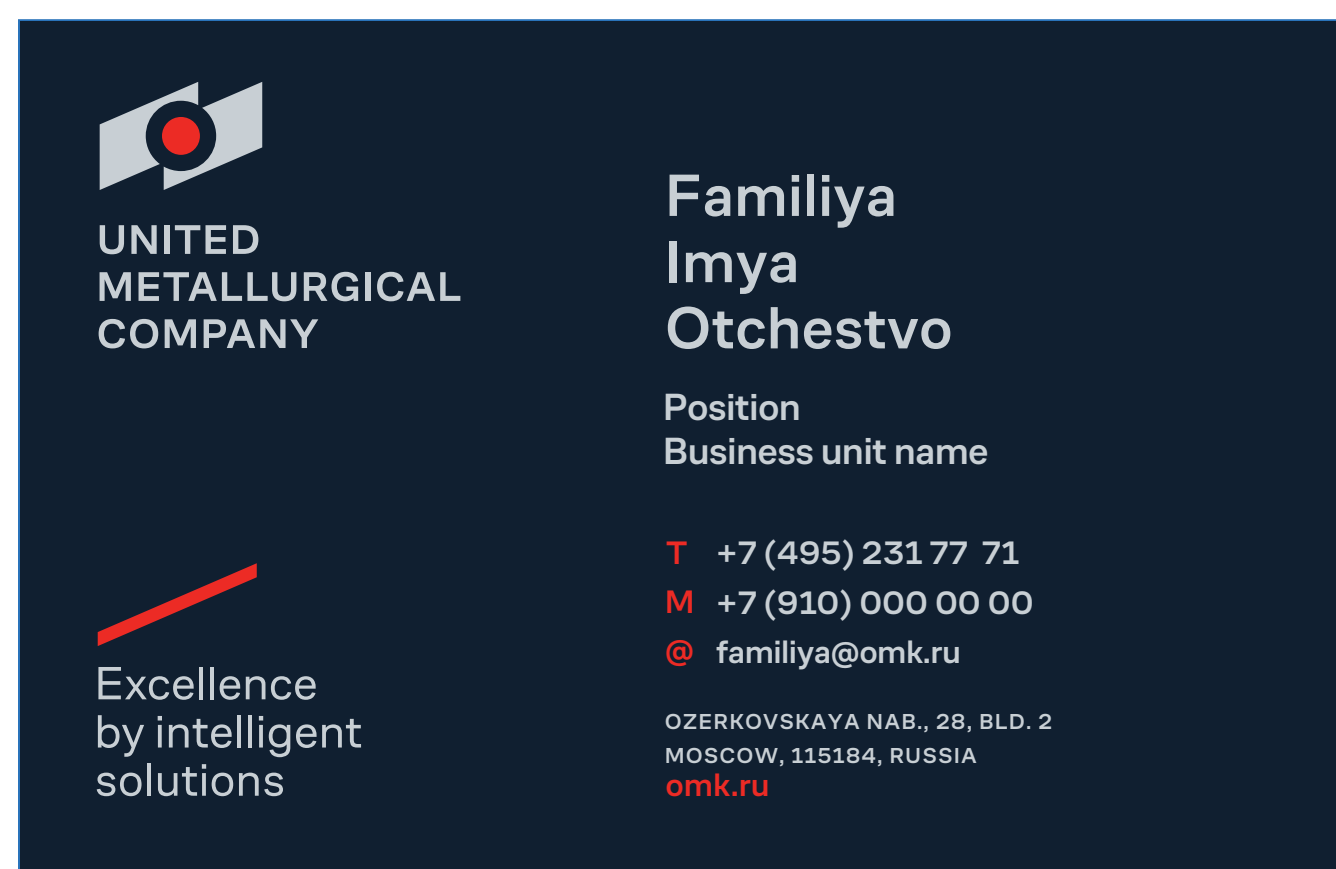 UNITED
METALLURGICAL
COMPANY
Excellence
by intelligent
solutions
Familiya
Imya
Otchestvo
Position
Business unit name
T +7 (495) 231 77 71
M +7 (910) 000 00 00
@ familiya@omk.ru
OZERKOVSKAYA NAB., 28, BLD. 2
MOSCOW, 115184, RUSSIA
omk.ru